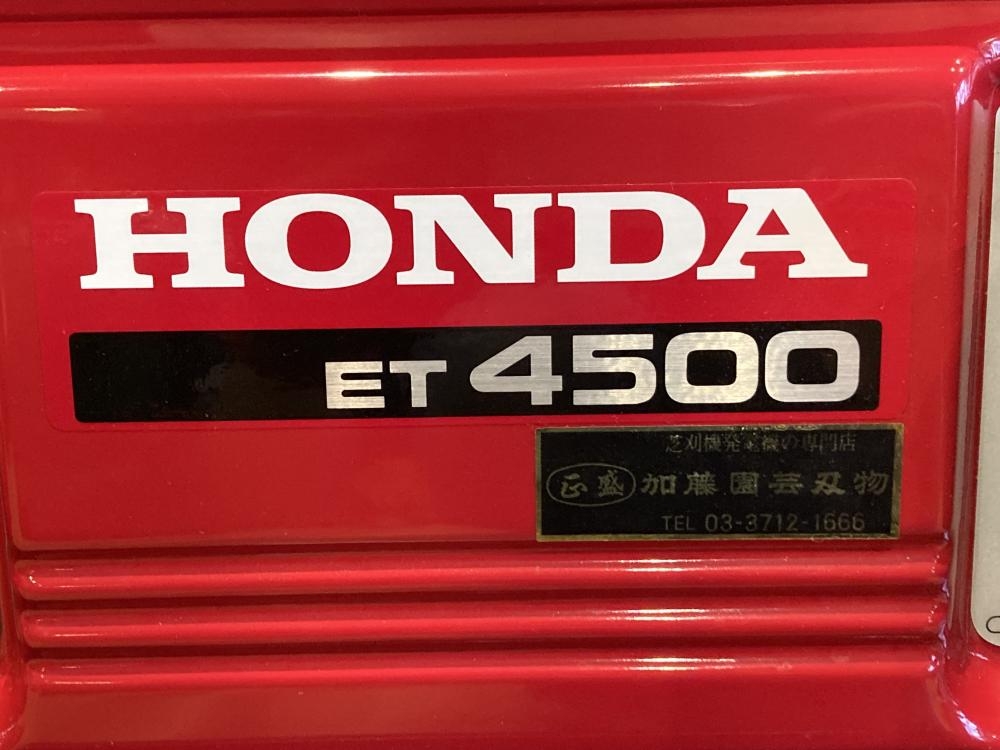 HONDA
ET 4500
芝刈機発電機の専門店
正盛 加藤園芸刃物
TEL 03-3712-1666